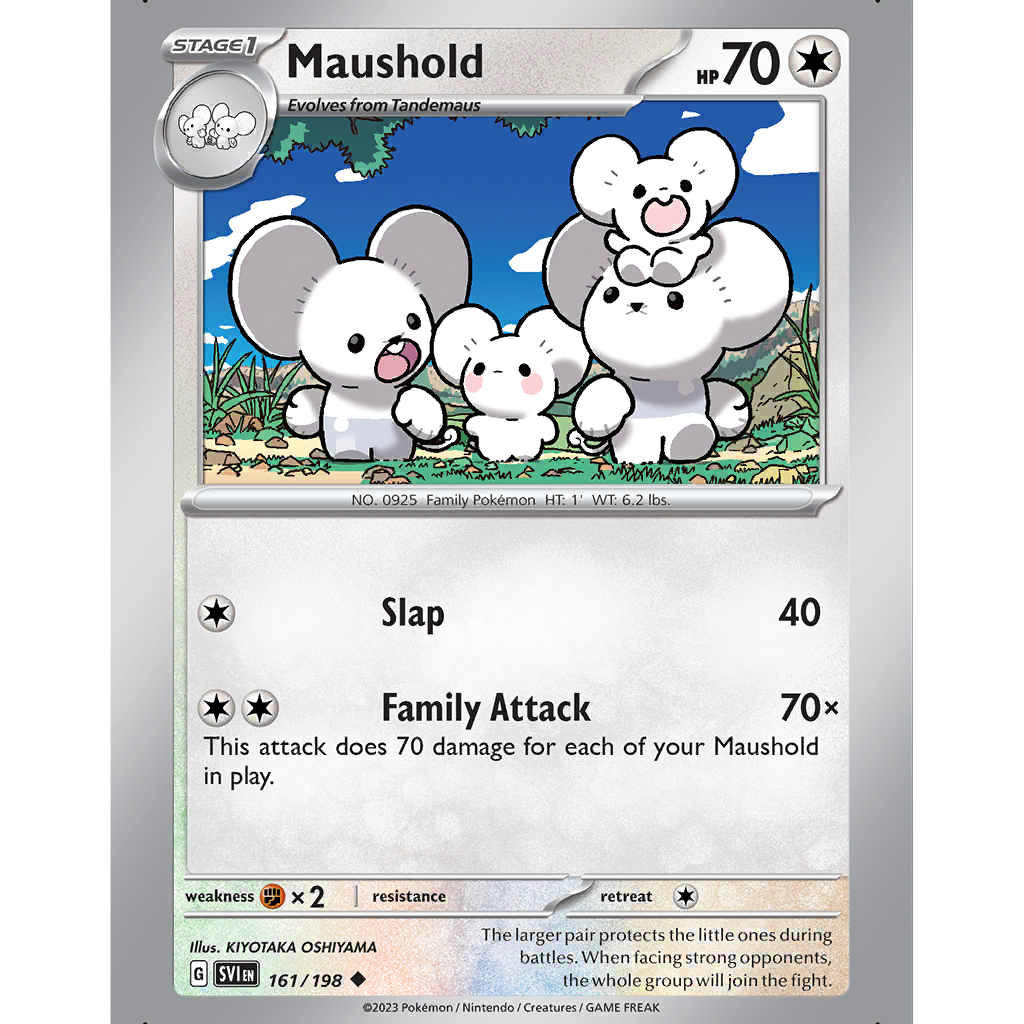 STAGE1
Maushold
HP 70
Evolves from Tandemaus
NO. 0925 Family Pokémon HT: 1' WT: 6.2 lbs.
Slap 40
Family Attack 70×
This attack does 70 damage for each of your Maushold
in play.
weakness ×2 resistance retreat
Illus. KIYOTAKA OSHIYAMA
G SVI EN 161/198
The larger pair protects the little ones during
battles. When facing strong opponents,
the whole group will join the fight.
©2023 Pokémon / Nintendo / Creatures / GAME FREAK